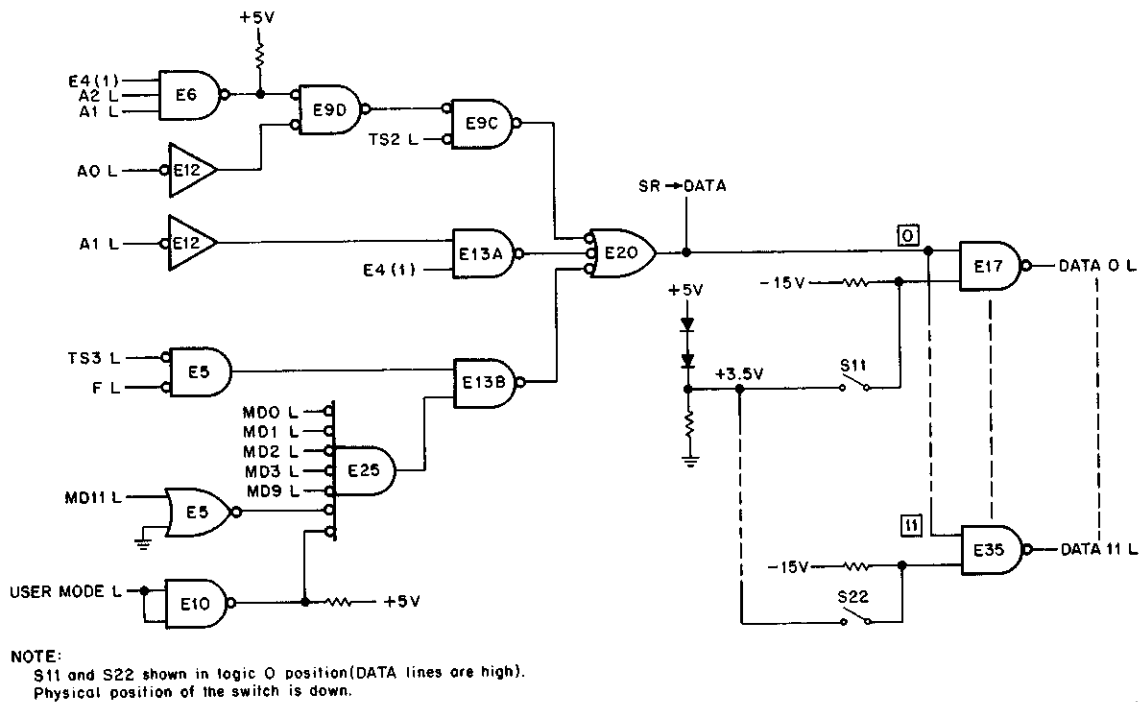 +5V
E4(1)
A2 L
A1 L
E6
E9D
E9C
TS2 L
A0 L
E12
SR→DATA
A1 L
E12
E13A
E4(1)
E20
0
E17
DATA 0 L
-15V
+5V
S11
+3.5V
TS3 L
F L
E5
E13B
MD0 L
MD1 L
MD2 L
MD3 L
MD9 L
E25
MD11 L
E5
11
E35
DATA 11 L
-15V
S22
USER MODE L
E10
+5V
NOTE:
S11 and S22 shown in logic 0 position(DATA lines are high).
Physical position of the switch is down.